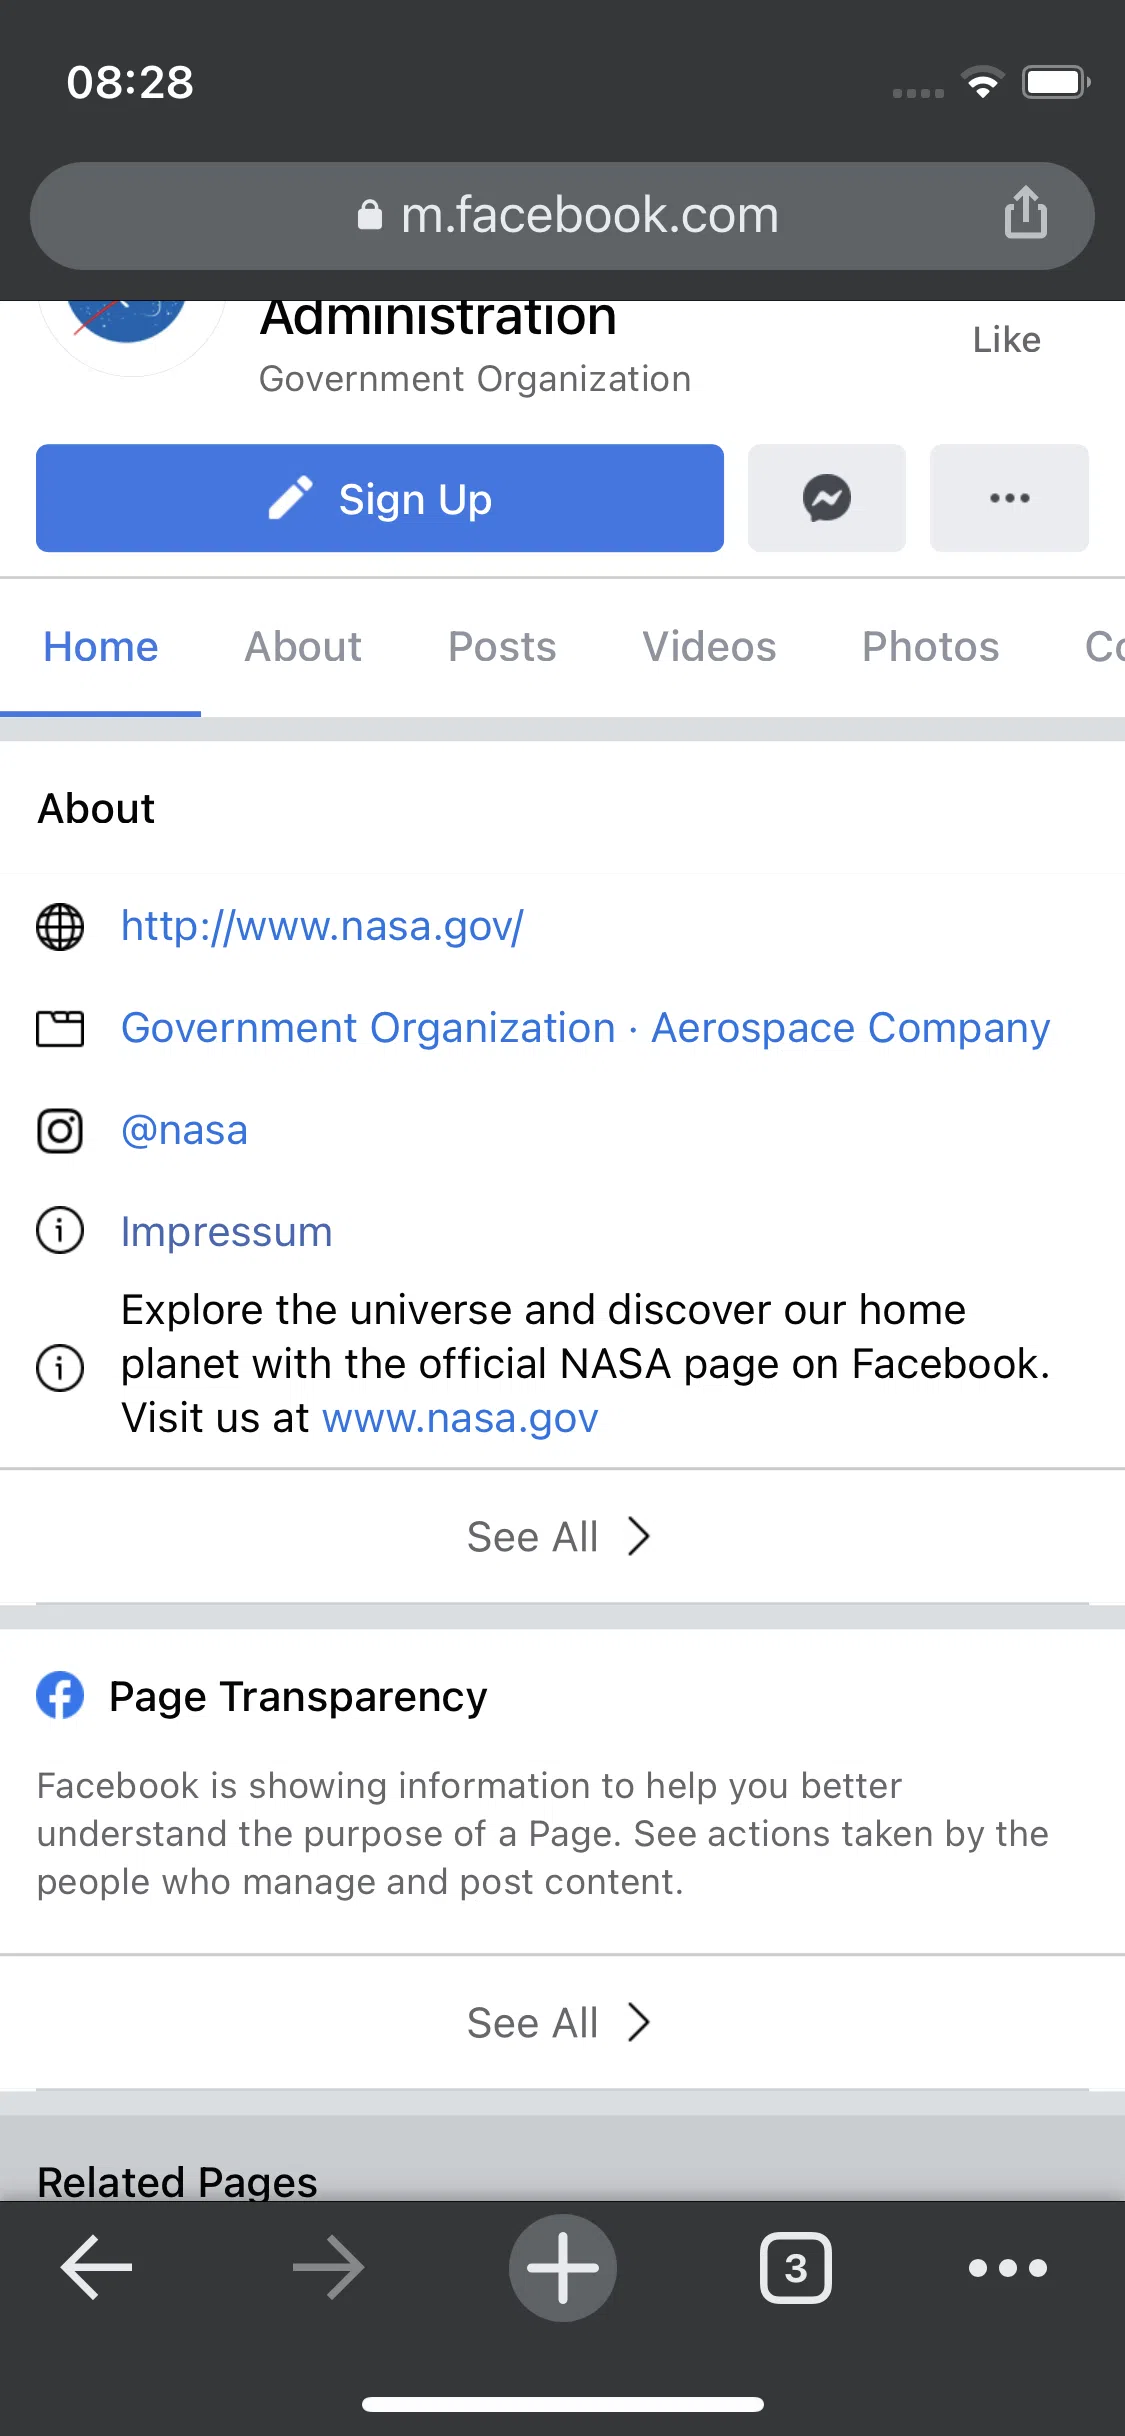 08:28
m.facebook.com
Administration
Like
Government Organization
Sign Up
Home About Posts Videos Photos Co
About
http://www.nasa.gov/
Government Organization · Aerospace Company
@nasa
Impressum
Explore the universe and discover our home
planet with the official NASA page on Facebook.
Visit us at www.nasa.gov
See All
Page Transparency
Facebook is showing information to help you better
understand the purpose of a Page. See actions taken by the
people who manage and post content.
See All
Related Pages
3